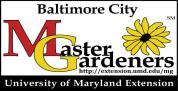 Baltimore City
SM
Master
Gardeners
http://extension.umd.edu/mg
University of Maryland Extension